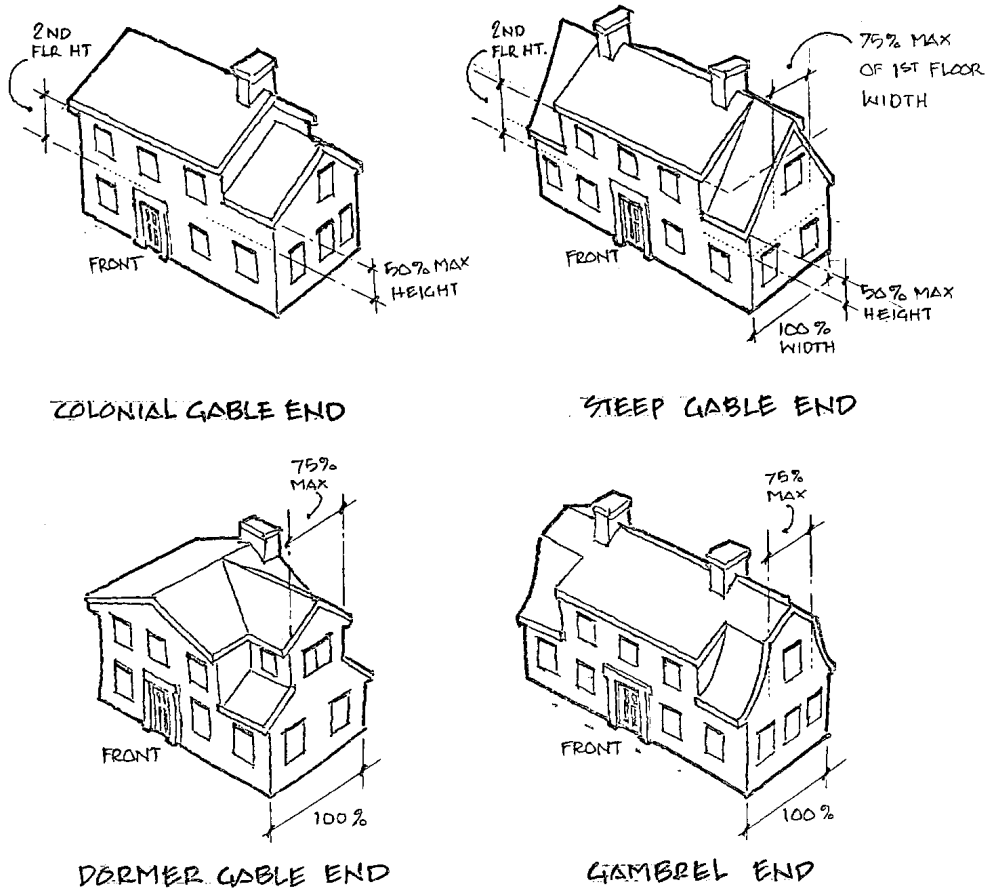 2ND
FLR HT
FRONT
50% MAX
HEIGHT
COLONIAL GABLE END
2ND
FLR HT.
75% MAX
OF 1ST FLOOR
WIDTH
FRONT
50% MAX
HEIGHT
100%
WIDTH
STEEP GABLE END
75%
MAX
FRONT
100%
DORMER GABLE END
75%
MAX
FRONT
100%
GAMBREL END